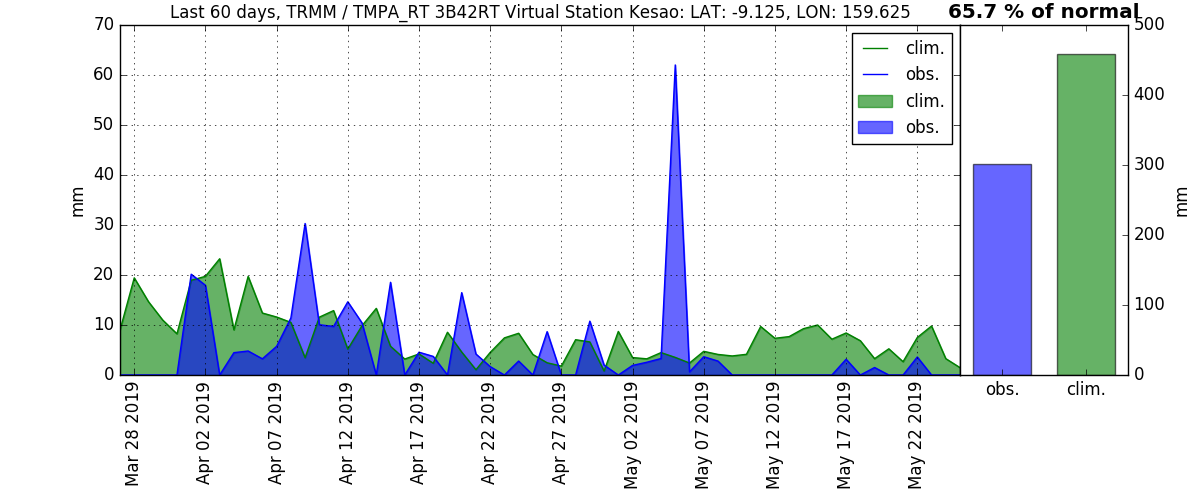 Last 60 days, TRMM / TMPA_RT 3B42RT Virtual Station Kesao: LAT: -9.125, LON: 159.625
65.7 % of normal
70
60
50
40
30
20
10
0
mm
clim.
obs.
clim.
obs.
Mar 28 2019
Apr 02 2019
Apr 07 2019
Apr 12 2019
Apr 17 2019
Apr 22 2019
Apr 27 2019
May 02 2019
May 07 2019
May 12 2019
May 17 2019
May 22 2019
500
400
300
200
100
0
mm
obs.
clim.